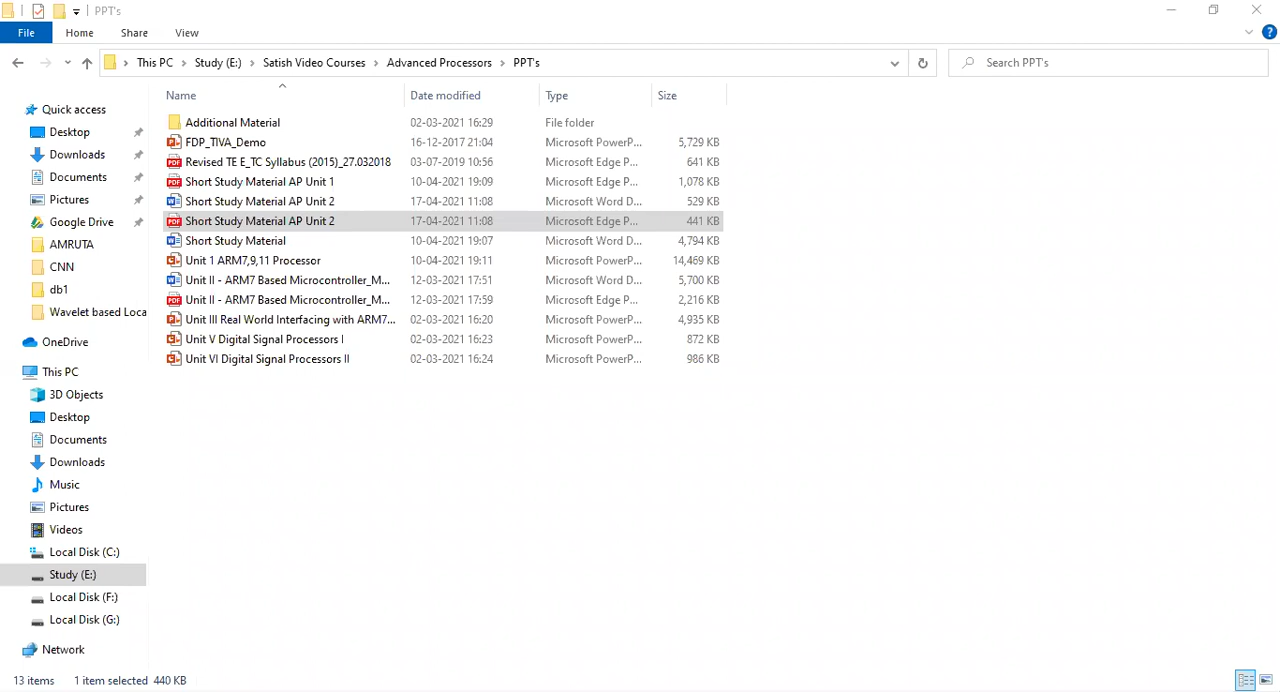 PPT's
File Home Share View
This PC Study (E:) Satish Video Courses Advanced Processors PPT's Search PPT's
Name Date modified Type Size
Quick access
Desktop
Downloads
Documents
Pictures
Google Drive
AMRUTA
CNN
db1
Wavelet based Loca
OneDrive
This PC
3D Objects
Desktop
Documents
Downloads
Music
Pictures
Videos
Local Disk (C:)
Study (E:)
Local Disk (F:)
Local Disk (G:)
Network
Additional Material 02-03-2021 16:29 File folder
FDP_TIVA_Demo 16-12-2017 21:04 Microsoft PowerP... 5,729 KB
Revised TE E_TC Syllabus (2015)_27.032018 03-07-2019 10:56 Microsoft Edge P... 641 KB
Short Study Material AP Unit 1 10-04-2021 19:09 Microsoft Edge P... 1,078 KB
Short Study Material AP Unit 2 17-04-2021 11:08 Microsoft Word D... 529 KB
Short Study Material AP Unit 2 17-04-2021 11:08 Microsoft Edge P... 441 KB
Short Study Material 10-04-2021 19:07 Microsoft Word D... 4,794 KB
Unit 1 ARM7,9,11 Processor 10-04-2021 19:11 Microsoft PowerP... 14,469 KB
Unit II - ARM7 Based Microcontroller_M... 12-03-2021 17:51 Microsoft Word D... 5,700 KB
Unit II - ARM7 Based Microcontroller_M... 12-03-2021 17:59 Microsoft Edge P... 2,216 KB
Unit III Real World Interfacing with ARM7... 02-03-2021 16:20 Microsoft PowerP... 4,935 KB
Unit V Digital Signal Processors I 02-03-2021 16:23 Microsoft PowerP... 872 KB
Unit VI Digital Signal Processors II 02-03-2021 16:24 Microsoft PowerP... 986 KB
13 items 1 item selected 440 KB